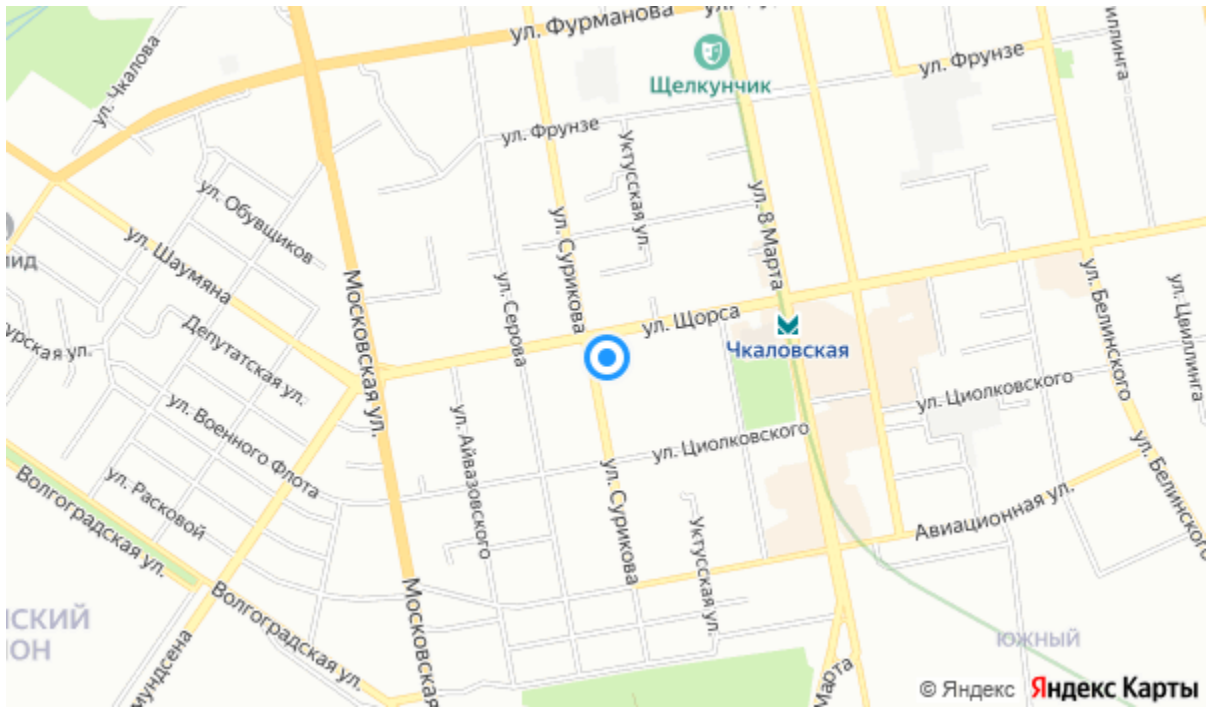 ул. Фурманова
ул. Чкалова
Щелкунчик
ул. Фрунзе
ул. Фрунзе
Уктусская ул.
ул. Обувщиков
ул. 8 Марта
ул. Сурикова
ул. Шаумяна
Московская ул.
ул. Серова
ул. Щорса
Чкаловская
ул. Белинского
ул. Цвиллинга
Депутатская ул.
ул. Военного Флота
ул. Айвазовского
ул. Циолковского
ул. Циолковского
ул. Белинского
ул. Расковой
Волгоградская ул.
ул. Сурикова
Уктусская ул.
Авиационная ул.
Волгоградская ул.
Московская
южный
Марта
© Яндекс Яндекс Карты